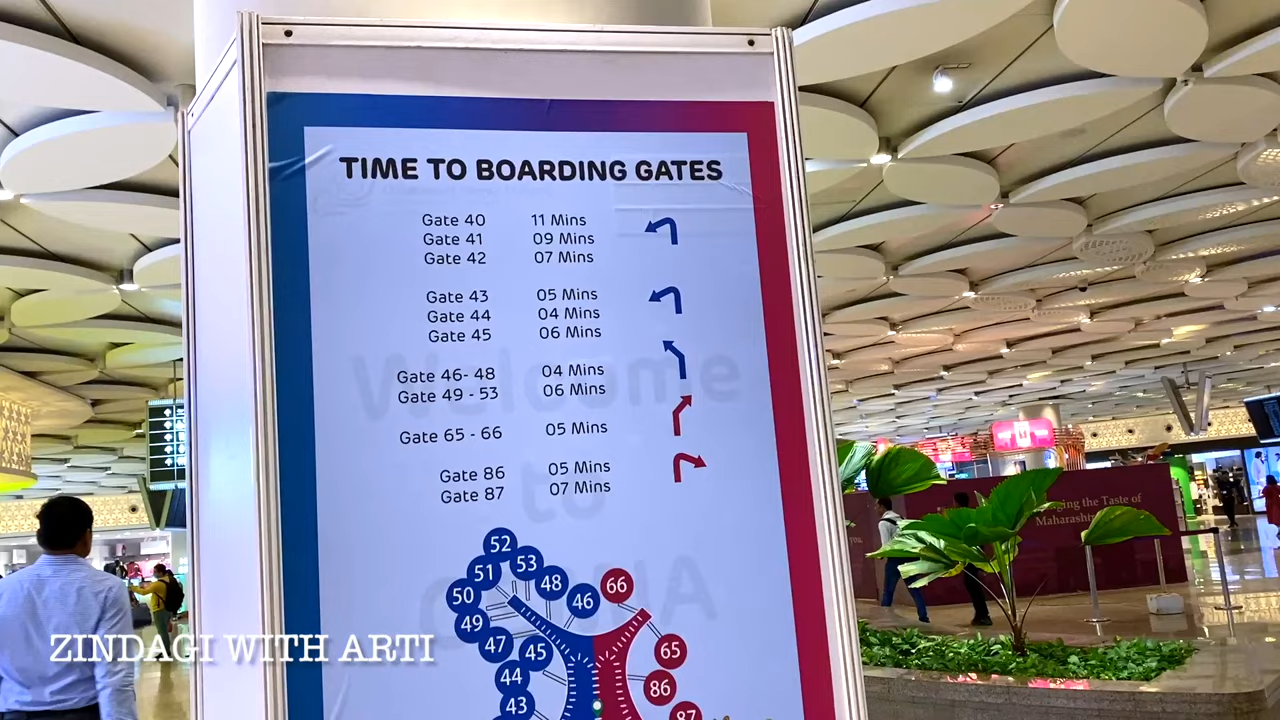 TIME TO BOARDING GATES
Gate 40 11 Mins
Gate 41 09 Mins
Gate 42 07 Mins
Gate 43 05 Mins
Gate 44 04 Mins
Gate 45 06 Mins
Gate 46- 48 04 Mins
Gate 49 - 53 06 Mins
Gate 65 - 66 05 Mins
Gate 86 05 Mins
Gate 87 07 Mins
Welcome
to
52
53
51
48
50
46
66
49
47
45
65
44
86
43
87
the Taste of
ZINDAGI WITH ARTI